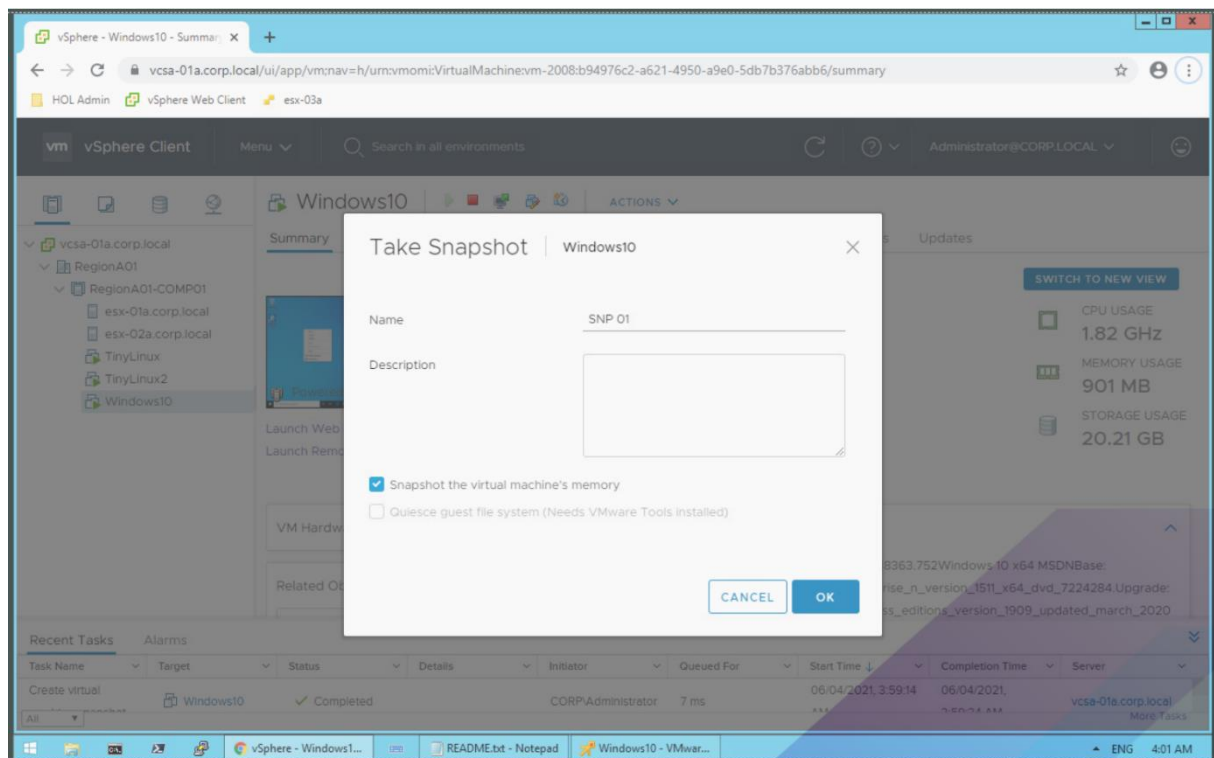 vSphere - Windows10 - Summar
vcsa-01a.corp.local/ui/app/vm;nav=h/urn:vmomi:VirtualMachine:vm-2008:b94976c2-a621-4950-a9e0-5db7b376abb6/summary
HOL Admin vSphere Web Client esx-03a
vm vSphere Client Menu Search in all environments Administrator@CORP.LOCAL
Windows10 ACTIONS
Summary Updates
vcsa-01a.corp.local
RegionA01
RegionA01-COMP01
esx-01a.corp.local
esx-02a.corp.local
TinyLinux
TinyLinux2
Windows10
Launch Web
Launch Remo
VM Hardw
Related Ob
SWITCH TO NEW VIEW
CPU USAGE
1.82 GHz
MEMORY USAGE
901 MB
STORAGE USAGE
20.21 GB
Take Snapshot Windows10
Name SNP 01
Description
Snapshot the virtual machine's memory
Quiesce guest file system (Needs VMware Tools installed)
CANCEL OK
8363.752Windows 10 x64 MSDNBase:
rise_n_version_1511_x64_dvd_7224284.Upgrade:
ss_editions_version_1909_updated_march_2020
Recent Tasks Alarms
Task Name Target Status Details Initiator Queued For Start Time Completion Time Server
Create virtual Windows10 Completed CORP\Administrator 7 ms 06/04/2021, 3:59:14 06/04/2021, vcsa-01a.corp.local
All More Tasks
vSphere - Windows1... README.txt - Notepad Windows10 - VMwar... ENG 4:01 AM